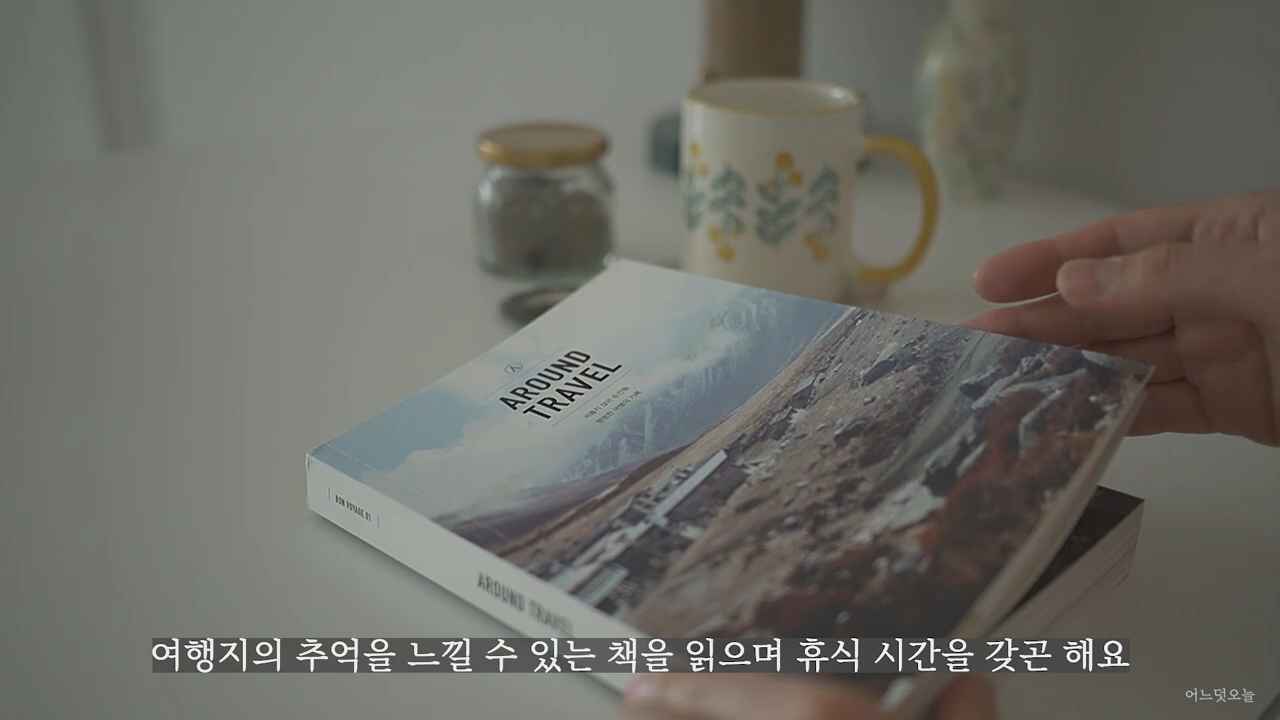 AROUND
TRAVEL
BON VOYAGE 01
AROUND TRAVEL
여행지의 추억을 느낄 수 있는 책을 읽으며 휴식 시간을 갖곤 해요
어느덧오늘